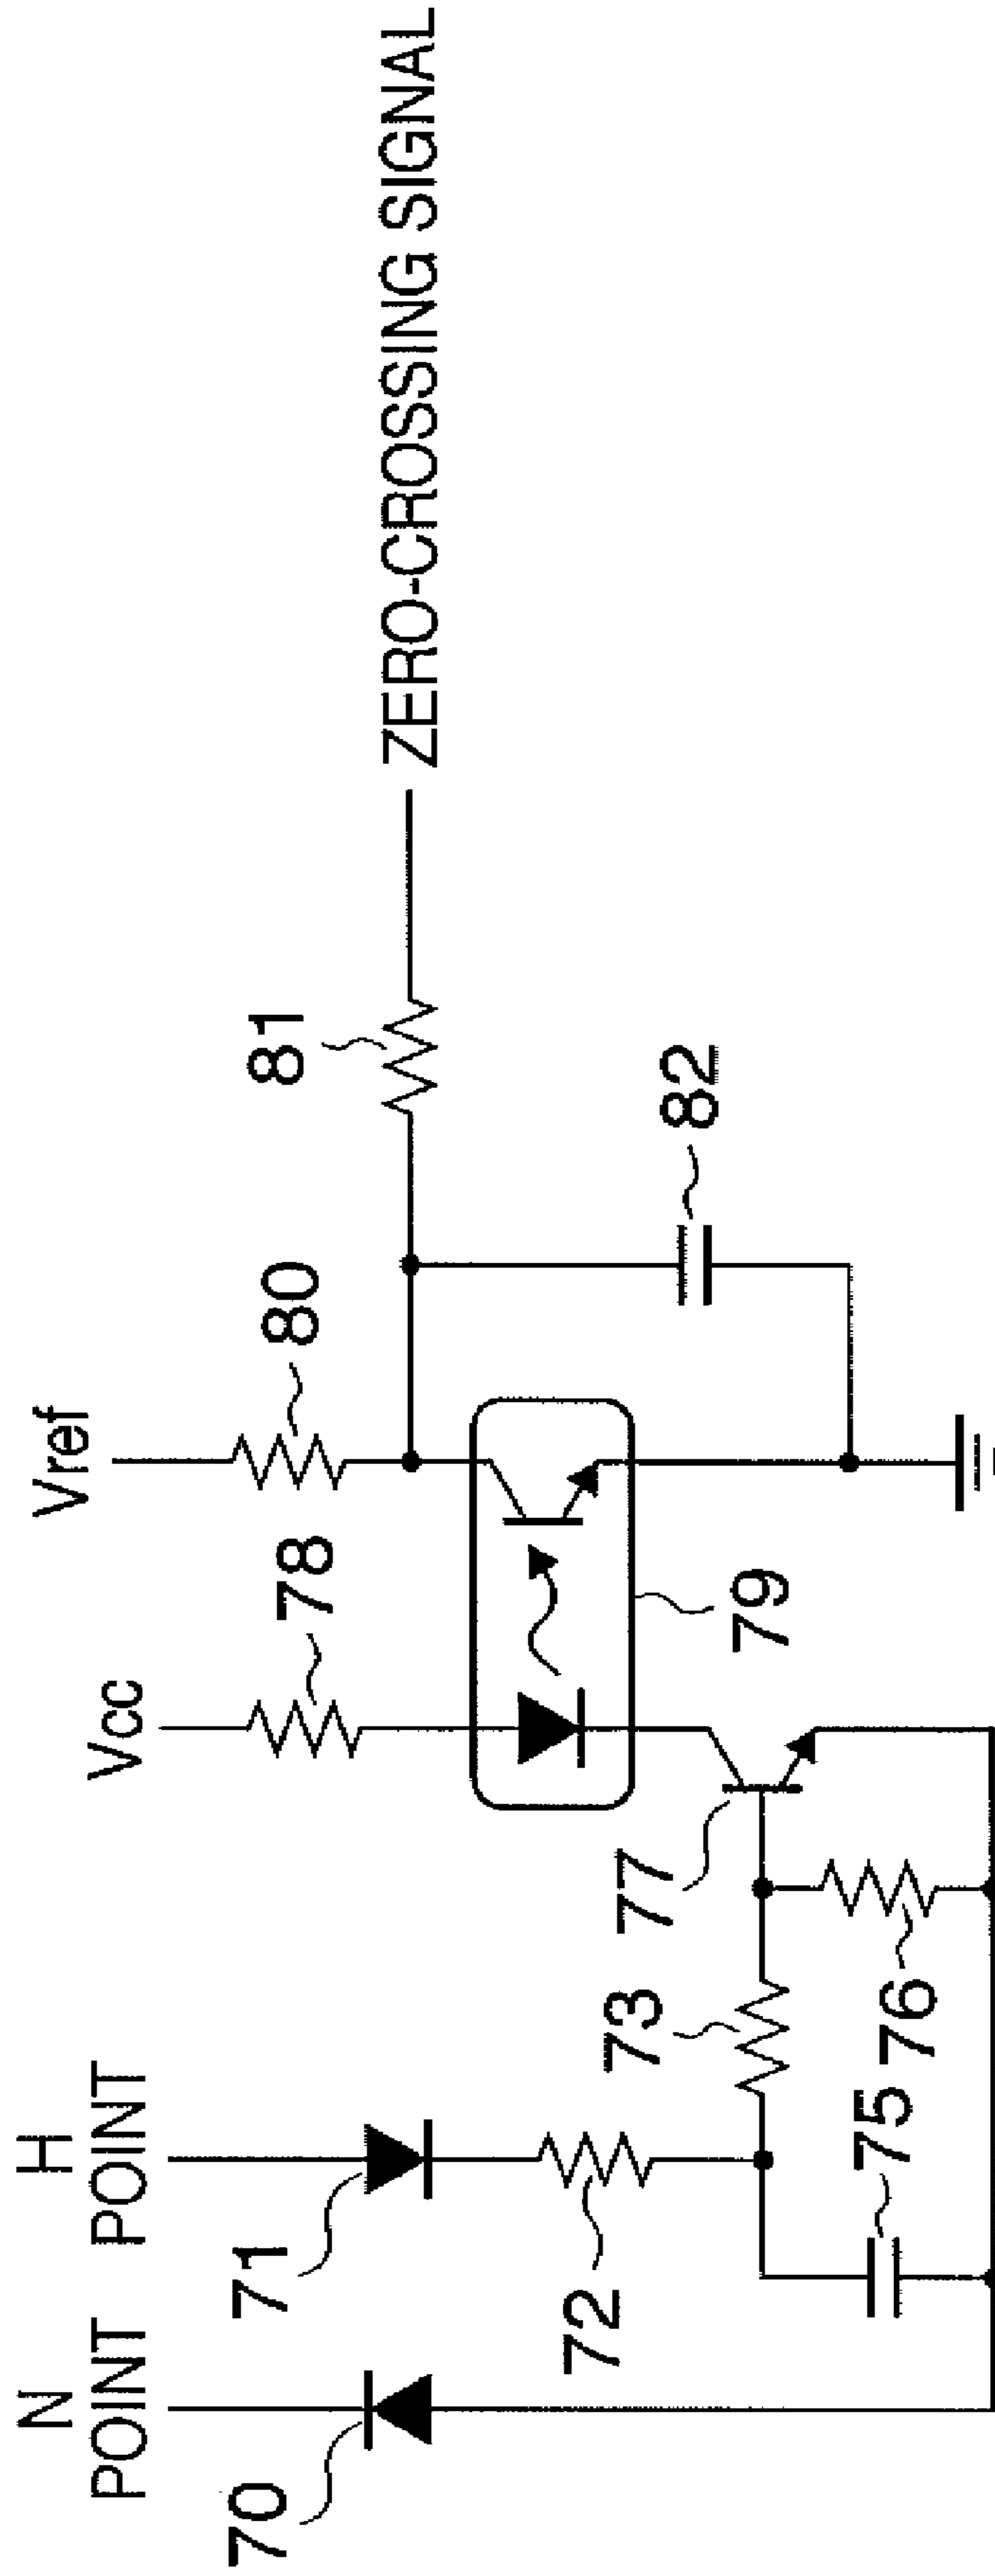 N
POINT
H
POINT
Vcc
Vref
70
71
72
73
75
76
77
78
79
80
81
82
ZERO-CROSSING SIGNAL